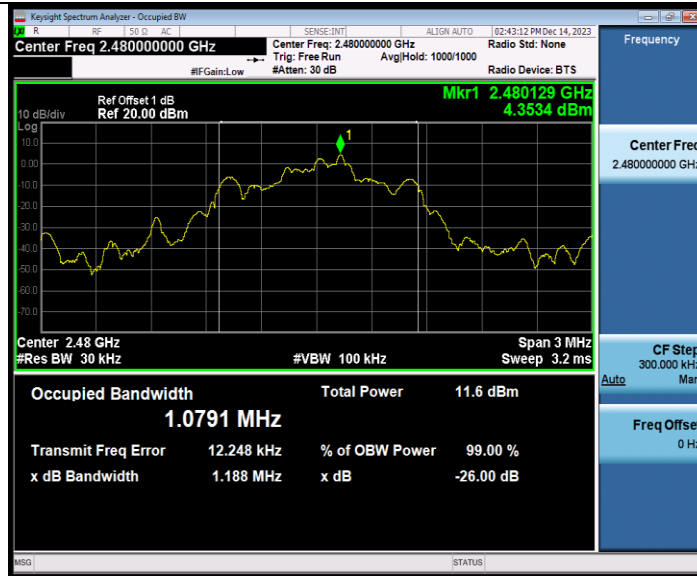 Keysight Spectrum Analyzer - Occupied BW
R RF 50 Ω AC SENSE:INT ALIGN AUTO 02:43:12 PM Dec 14, 2023
Center Freq 2.480000000 GHz Center Freq: 2.480000000 GHz Radio Std: None Frequency
Trig: Free Run Avg|Hold: 1000/1000
#IFGain:Low #Atten: 30 dB Radio Device: BTS
Ref Offset 1 dB Mkr1 2.480129 GHz
10 dB/div Ref 20.00 dBm 4.3534 dBm
Log
10.0
1
0.00
-10.0
-20.0
-30.0
-40.0
-50.0
-60.0
-70.0
Center Freq
2.480000000 GHz
Center 2.48 GHz Span 3 MHz
#Res BW 30 kHz #VBW 100 kHz Sweep 3.2 ms
CF Step
300.000 kHz
Auto Man
Occupied Bandwidth Total Power 11.6 dBm
1.0791 MHz
Transmit Freq Error 12.248 kHz % of OBW Power 99.00 %
x dB Bandwidth 1.188 MHz x dB -26.00 dB
Freq Offset
0 Hz
MSG STATUS